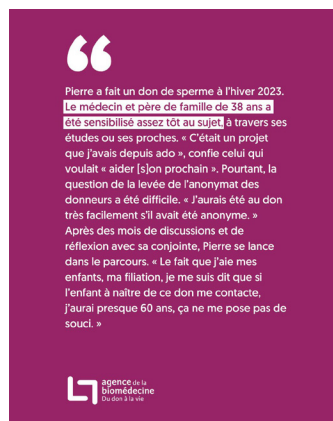 Pierre a fait un don de sperme à l'hiver 2023.
Le médecin et père de famille de 38 ans a
été sensibilisé assez tôt au sujet, à travers ses
études ou ses proches. « C'était un projet
que j'avais depuis ado », confie celui qui
voulait « aider [s]on prochain ». Pourtant, la
question de la levée de l'anonymat des
donneurs a été difficile. « J'aurais été au don
très facilement s'il avait été anonyme. »
Après des mois de discussions et de
réflexion avec sa conjointe, Pierre se lance
dans le parcours. « Le fait que j'aie mes
enfants, ma filiation, je me suis dit que si
l'enfant à naître de ce don me contacte,
j'aurai presque 60 ans, ça ne me pose pas de
souci. »
agence de la
biomédecine
Du don à la vie